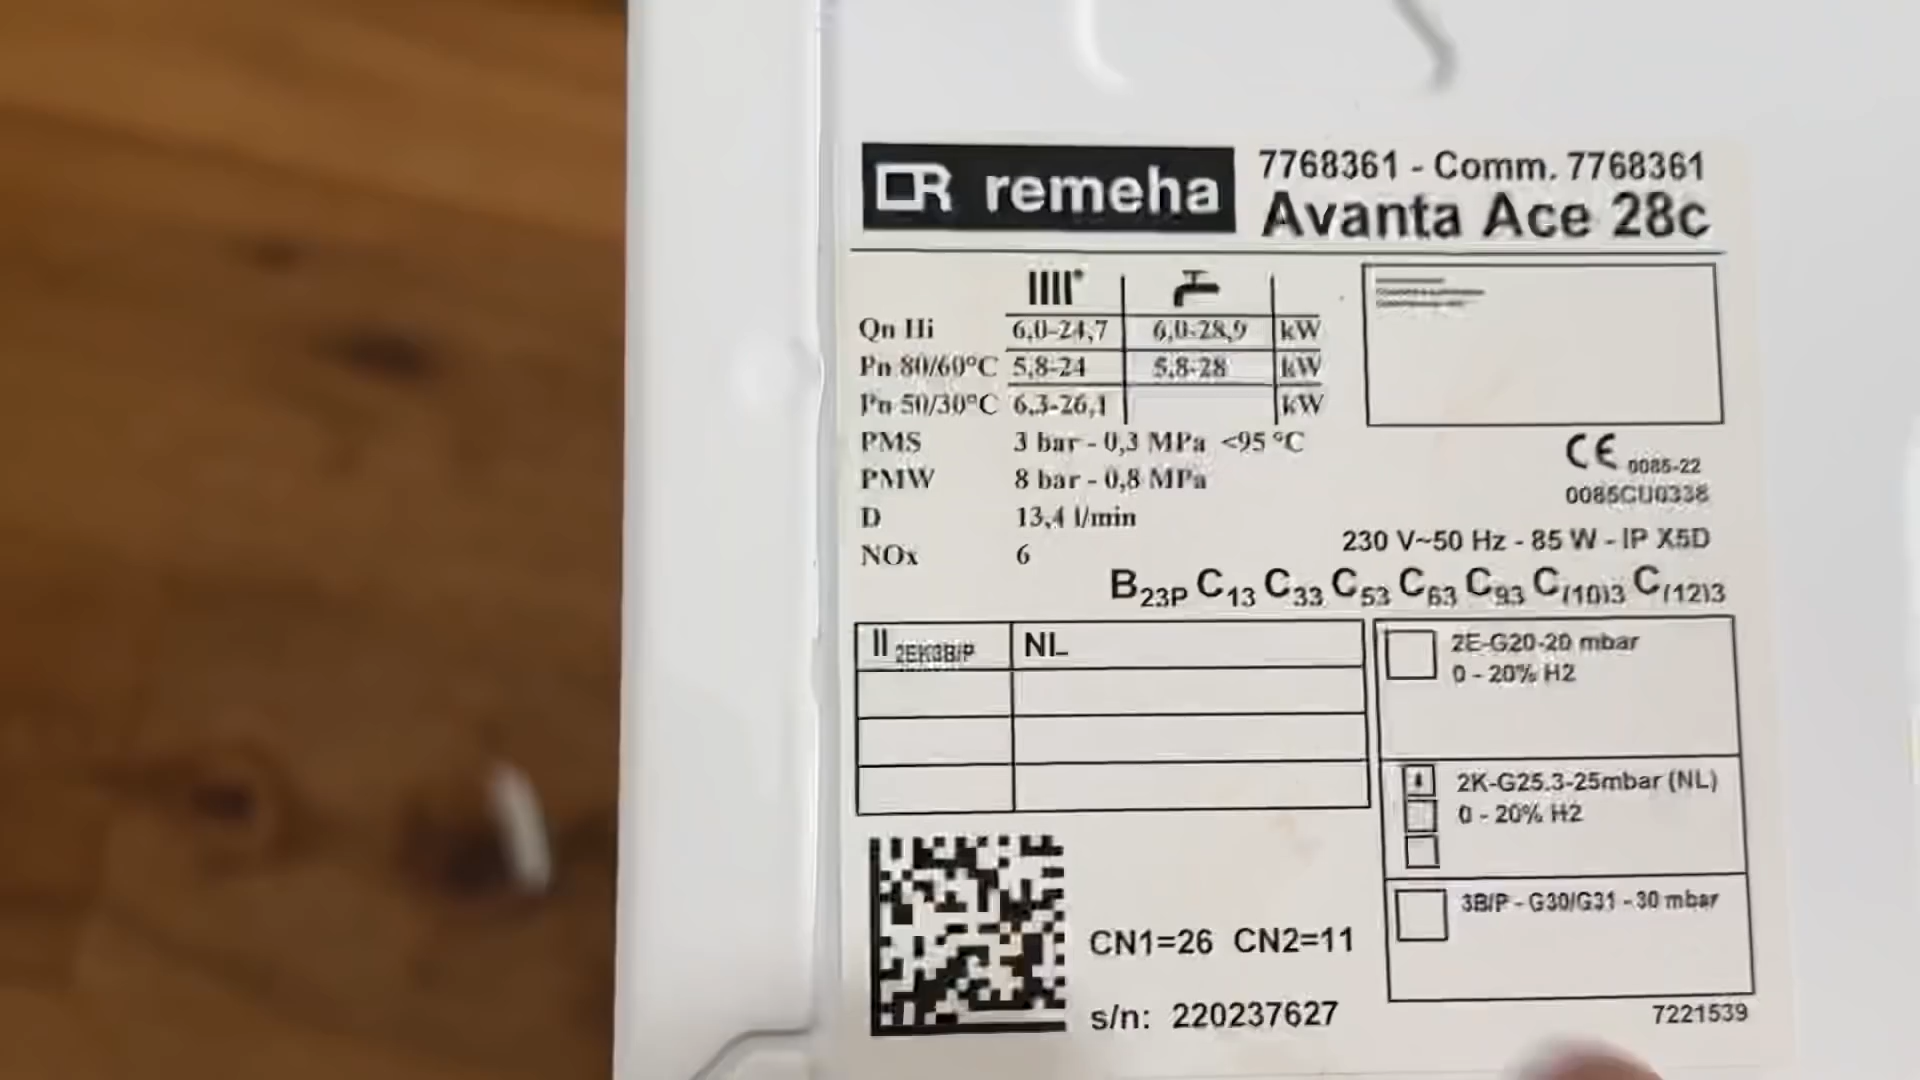 remeha
7768361 - Comm. 7768361
Avanta Ace 28c
Qn Hi 6,0-24,7 6,0-28,9 kW
Pn 80/60°C 5,8-24 5,8-28 kW
Pn 50/30°C 6,3-26,1 kW
PMS 3 bar - 0,3 MPa <95 °C
PMW 8 bar - 0,8 MPa
D 13,4 l/min
NOx 6
CE 0085-22
0085CU0338
230 V~50 Hz - 85 W - IP X5D
B23P C13 C33 C53 C63 C93 C(10)3 C(12)3
II 2EK3B/P NL
2E-G20-20 mbar
0 - 20% H2
2K-G25.3-25mbar (NL)
0 - 20% H2
3B/P - G30/G31 - 30 mbar
CN1=26 CN2=11
s/n: 220237627
7221539